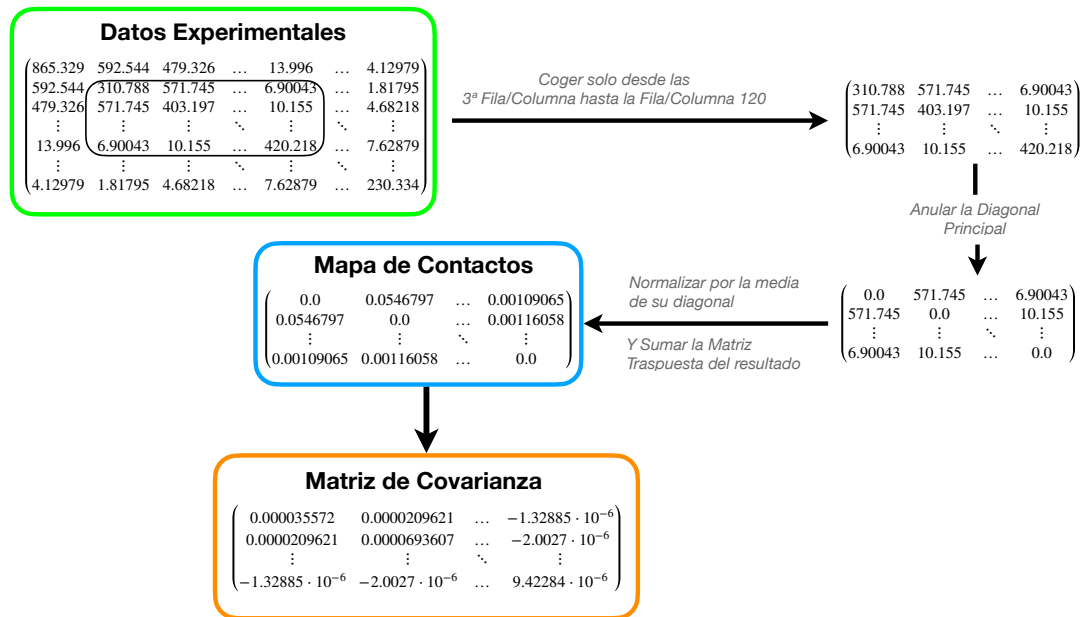 Datos Experimentales
865.329 592.544 479.326 … 13.996 … 4.12979
592.544 310.788 571.745 … 6.90043 … 1.81795
479.326 571.745 403.197 … 10.155 … 4.68218
⋮ ⋮ ⋮ ⋱ ⋮ ⋱ ⋮
13.996 6.90043 10.155 … 420.218 … 7.62879
⋮ ⋮ ⋮ ⋱ ⋮ ⋱ ⋮
4.12979 1.81795 4.68218 … 7.62879 … 230.334
Coger solo desde las
3ª Fila/Columna hasta la Fila/Columna 120
310.788 571.745 … 6.90043
571.745 403.197 … 10.155
⋮ ⋮ ⋱ ⋮
6.90043 10.155 … 420.218
Anular la Diagonal
Principal
0.0 571.745 … 6.90043
571.745 0.0 … 10.155
⋮ ⋮ ⋱ ⋮
6.90043 10.155 … 0.0
Normalizar por la media
de su diagonal
Y Sumar la Matriz
Traspuesta del resultado
Mapa de Contactos
0.0 0.0546797 … 0.00109065
0.0546797 0.0 … 0.00116058
⋮ ⋮ ⋱ ⋮
0.00109065 0.00116058 … 0.0
Matriz de Covarianza
0.000035572 0.0000209621 … −1.32885 · 10⁻⁶
0.0000209621 0.0000693607 … −2.0027 · 10⁻⁶
⋮ ⋮ ⋱ ⋮
−1.32885 · 10⁻⁶ −2.0027 · 10⁻⁶ … 9.42284 · 10⁻⁶